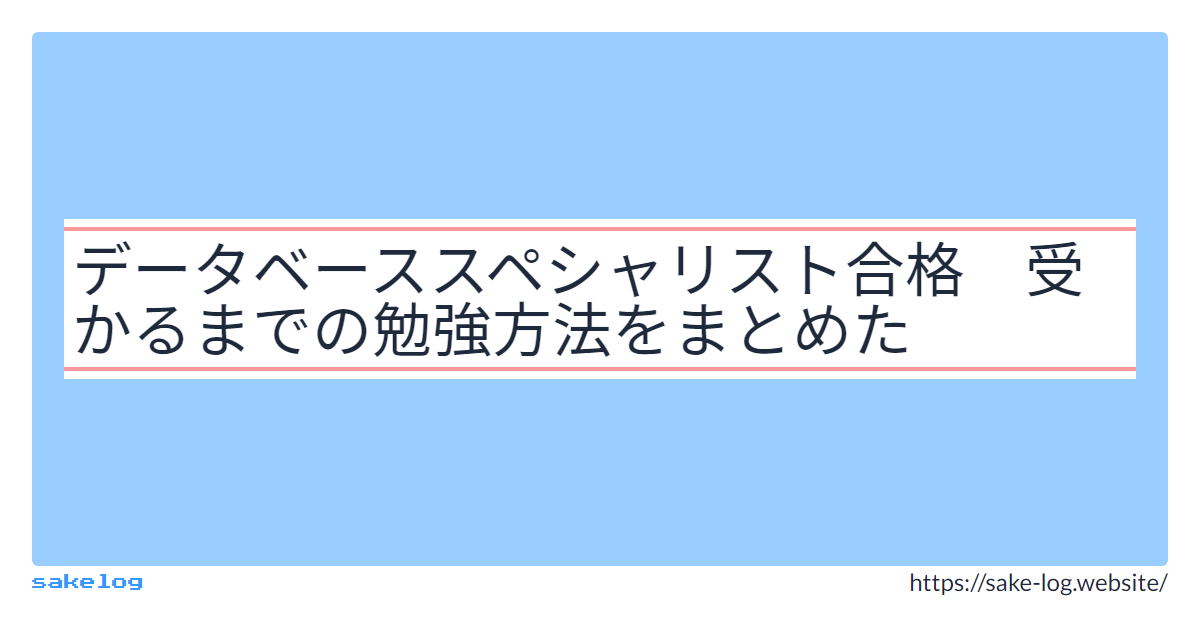 データベーススペシャリスト合格　受
かるまでの勉強方法をまとめた
sakelog
https://sake-log.website/